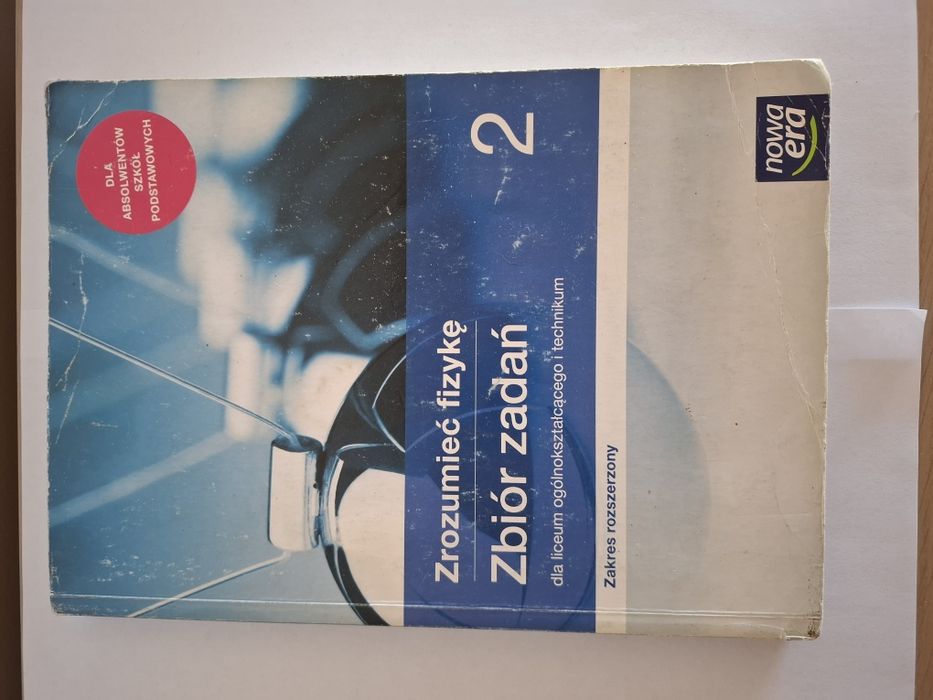 DLA
ABSOLWENTÓW
SZKÓŁ
PODSTAWOWYCH
Zrozumieć fizykę
Zbiór zadań 2
dla liceum ogólnokształcącego i technikum
Zakres rozszerzony
nowa
era